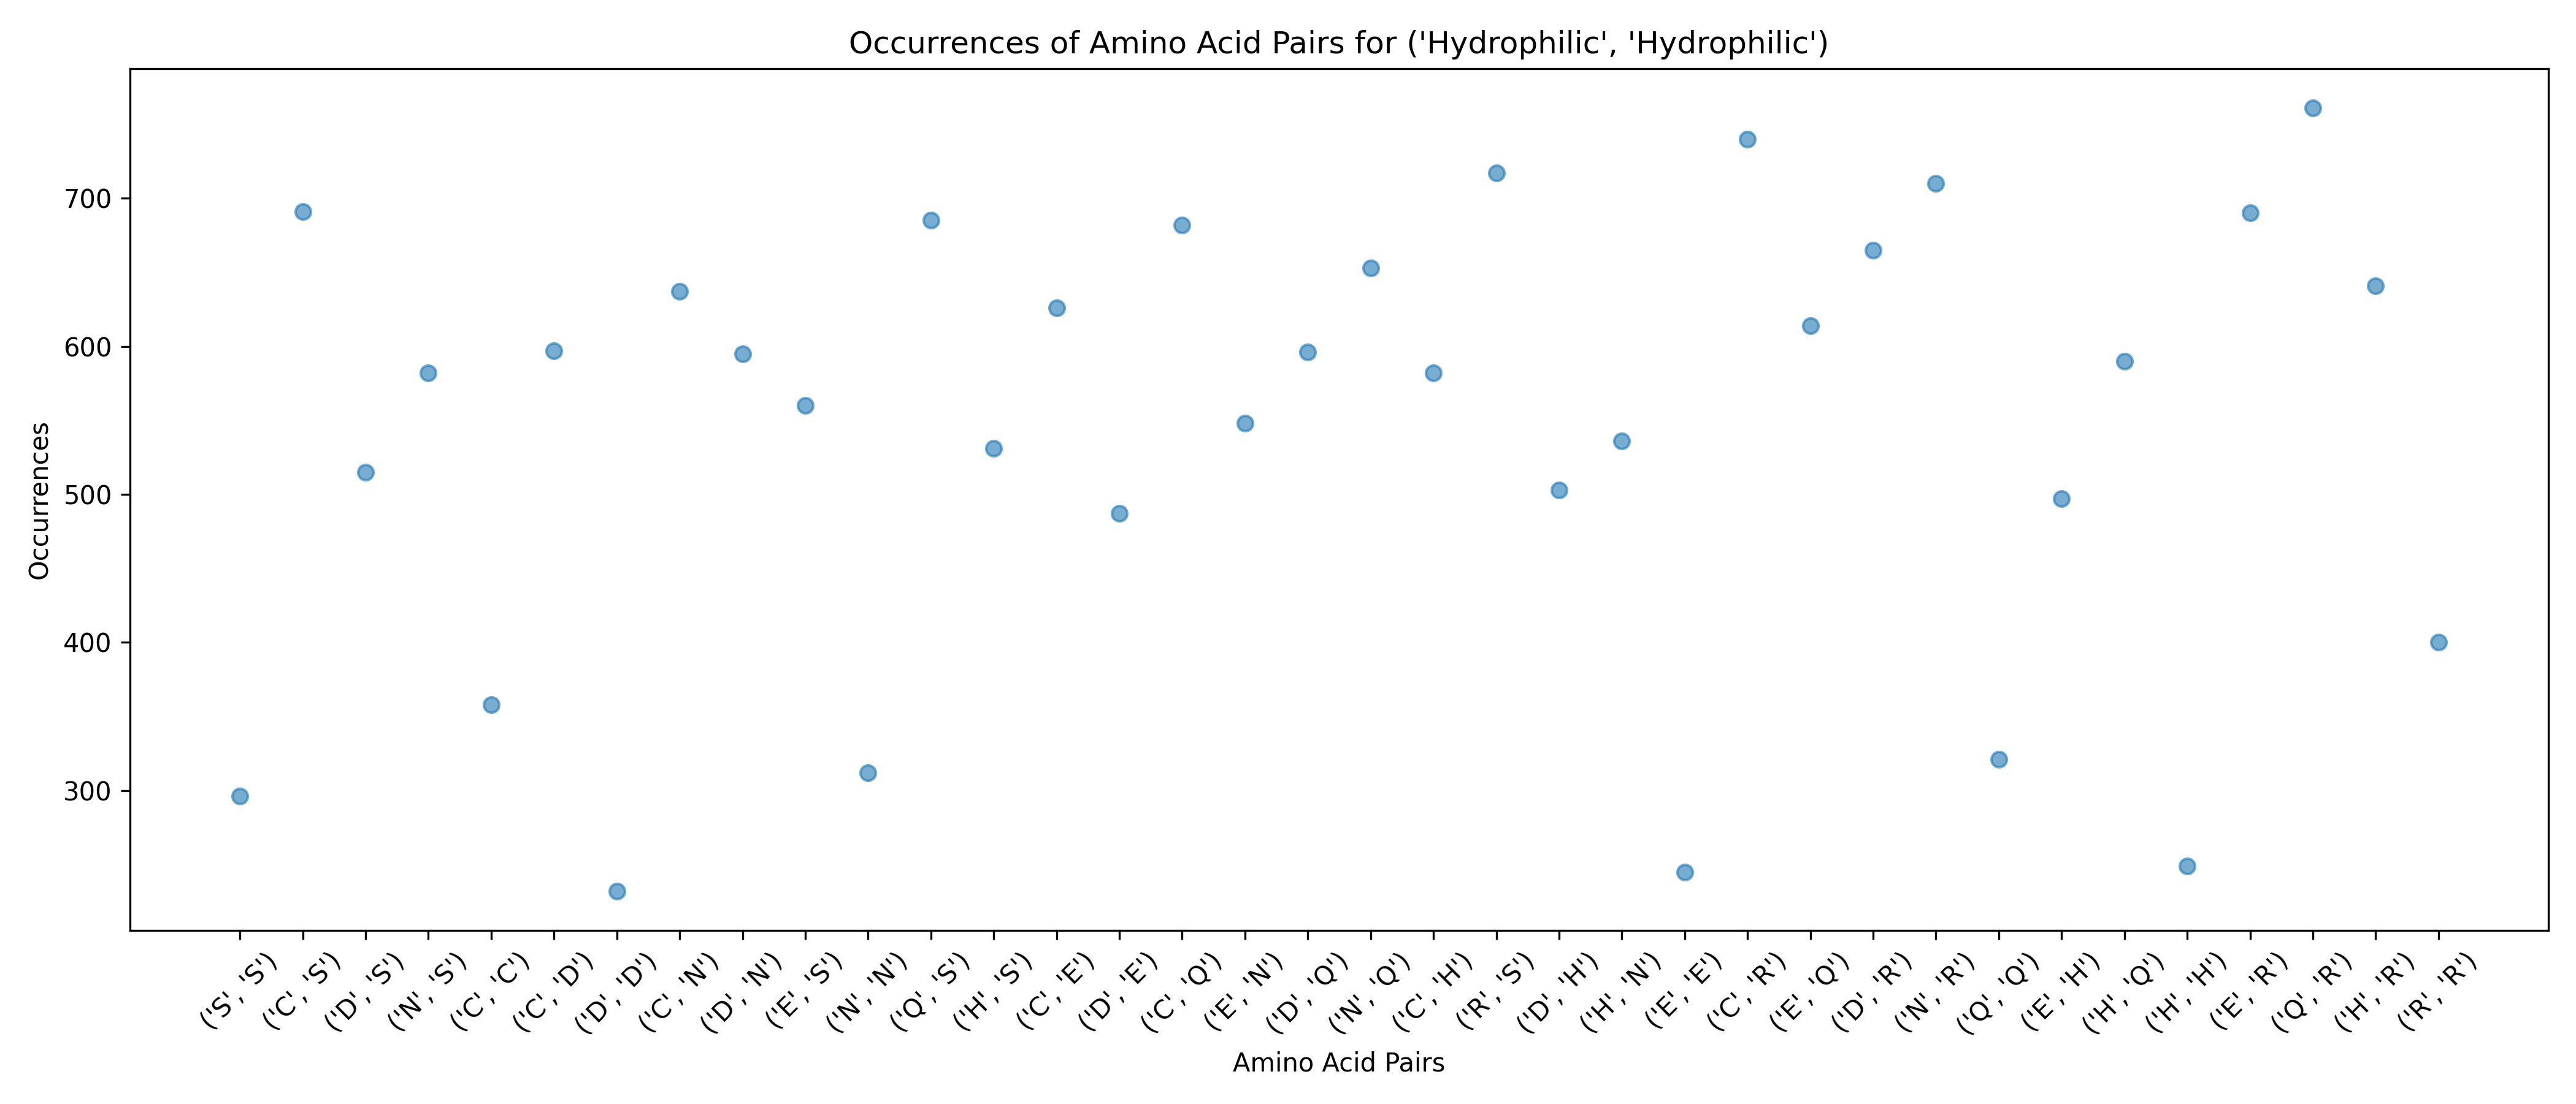 Occurrences of Amino Acid Pairs for ('Hydrophilic', 'Hydrophilic')
Occurrences
700
600
500
400
300
('S', 'S')
('C', 'S')
('D', 'S')
('N', 'S')
('C', 'C')
('C', 'D')
('D', 'D')
('C', 'N')
('D', 'N')
('E', 'S')
('N', 'N')
('Q', 'S')
('H', 'S')
('C', 'E')
('D', 'E')
('C', 'Q')
('E', 'N')
('D', 'Q')
('N', 'Q')
('C', 'H')
('R', 'S')
('D', 'H')
('H', 'N')
('E', 'E')
('C', 'R')
('E', 'Q')
('D', 'R')
('N', 'R')
('Q', 'Q')
('E', 'H')
('H', 'Q')
('H', 'H')
('E', 'R')
('Q', 'R')
('H', 'R')
('R', 'R')
Amino Acid Pairs